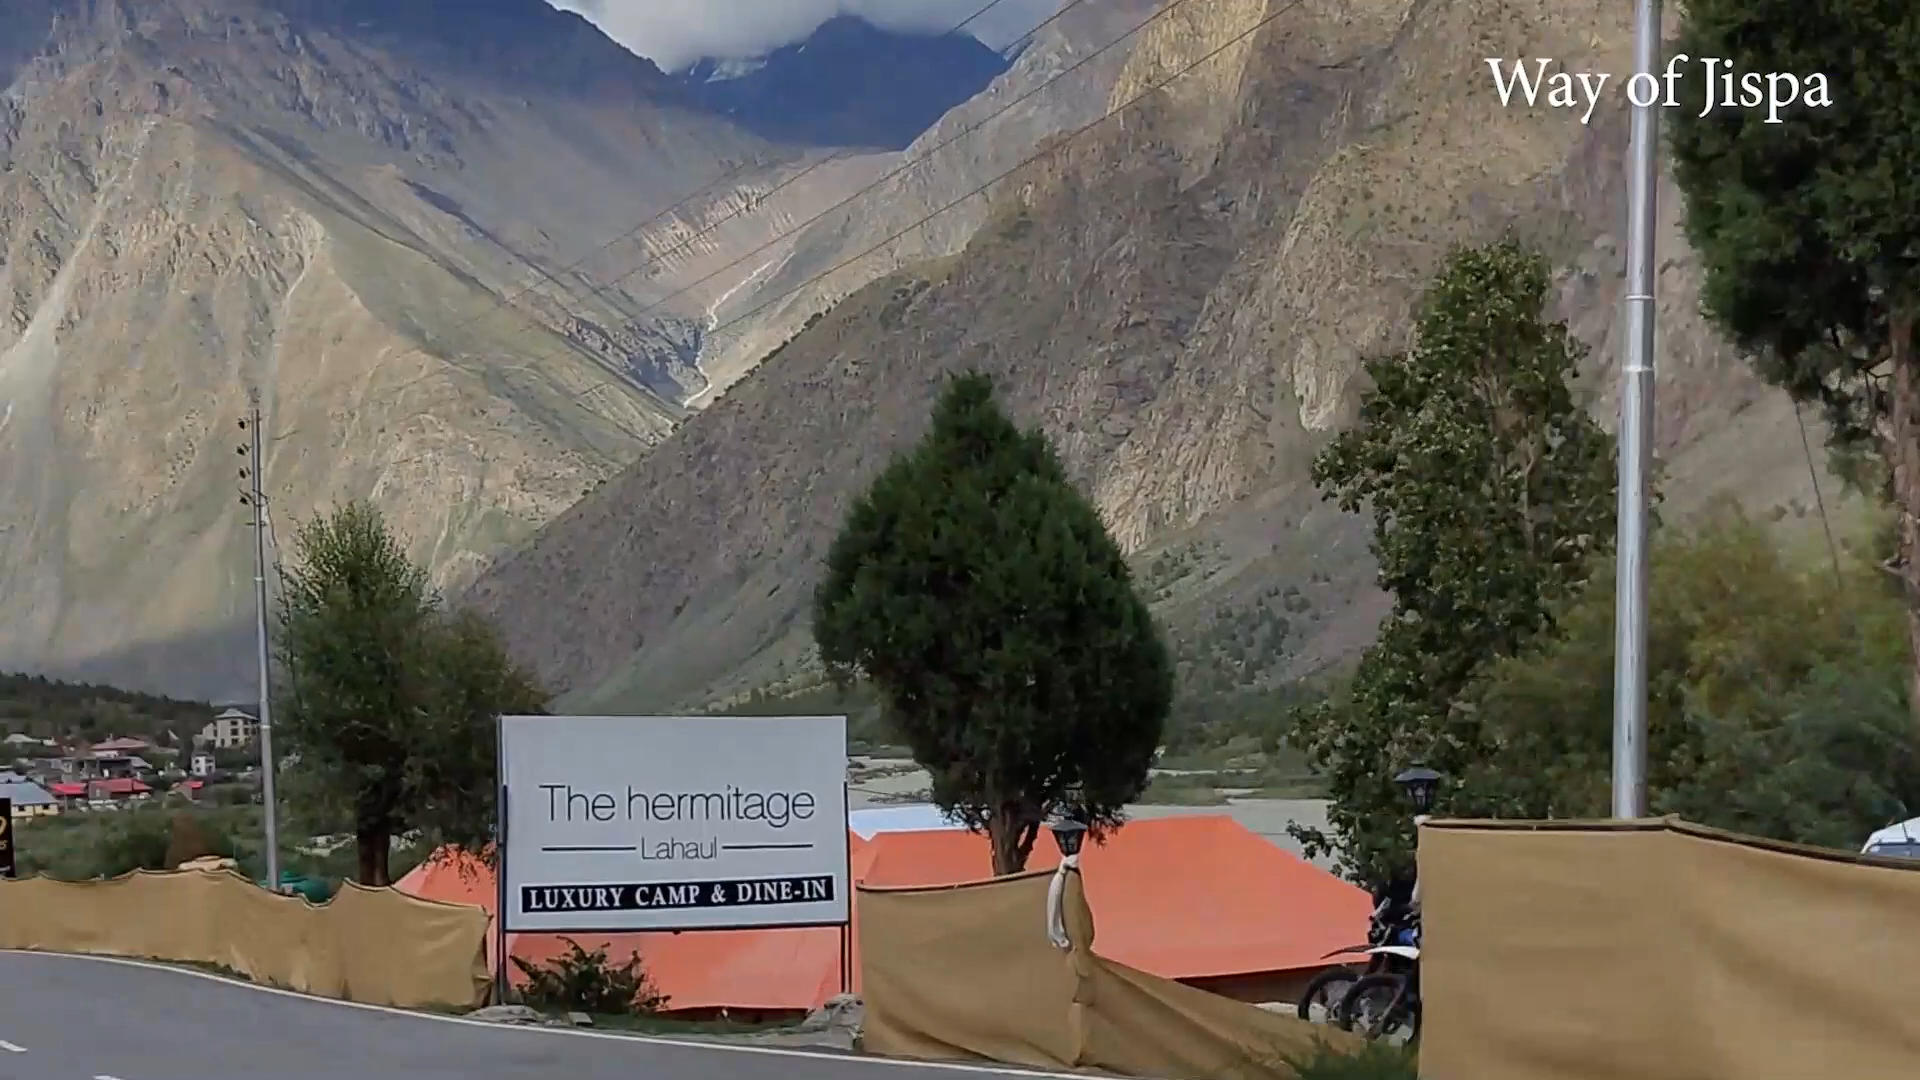 Way of Jispa
The hermitage
Lahaul
LUXURY CAMP & DINE-IN